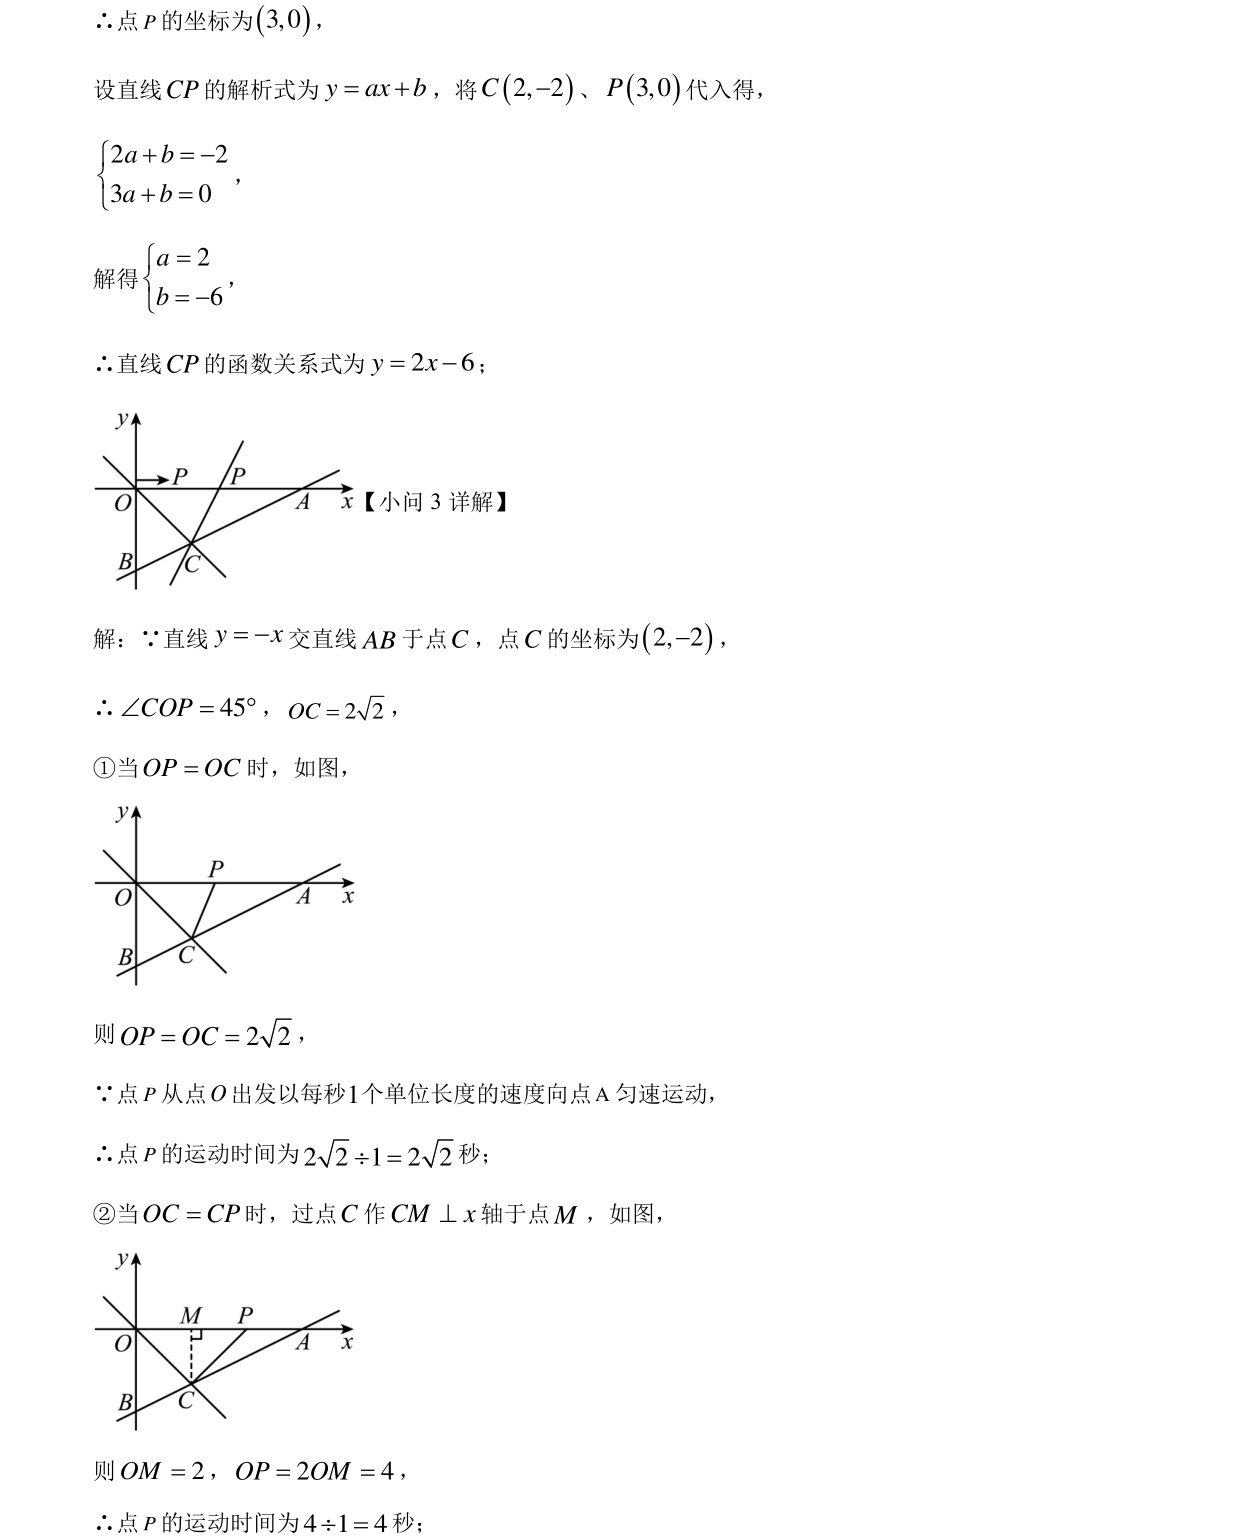 ∴点P的坐标为(3,0)，
设直线CP的解析式为y=ax+b，将C(2,−2)、P(3,0)代入得，
{2a+b=−2
3a+b=0，
解得{a=2
b=−6，
∴直线CP的函数关系式为y=2x−6；
y
P P
O A x【小问 3 详解】
B C
解：∵直线y=−x交直线AB于点C，点C的坐标为(2,−2)，
∴∠COP=45°，OC=2√2，
①当OP=OC时，如图，
y
P
O A x
B C
则OP=OC=2√2，
∵点P从点O出发以每秒1个单位长度的速度向点A匀速运动，
∴点P的运动时间为2√2÷1=2√2秒；
②当OC=CP时，过点C作CM⊥x轴于点M，如图，
y
M P
O A x
B C
则OM=2，OP=2OM=4，
∴点P的运动时间为4÷1=4秒；